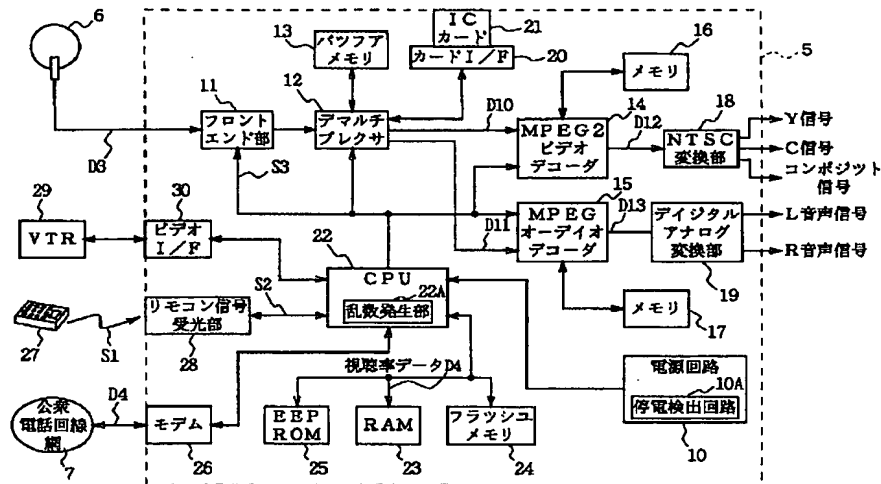 6
13
バッファ
メモリ
IC
カード
21
カードI/F
20
16
メモリ
5
11
フロント
エンド部
12
デマルチ
プレクサ
D10
14
MPEG2
ビデオ
デコーダ
D12
18
NTSC
変換部
Y信号
C信号
コンポジット
信号
D3
S3
29
VTR
30
ビデオ
I/F
D11
15
MPEG
オーデイオ
デコーダ
D13
デイジタル
アナログ
変換部
19
L音声信号
R音声信号
22
CPU
22A
乱数発生部
27
S1
リモコン信号
受光部
28
S2
メモリ
17
視聴率データD4
電源回路
10A
停電検出回路
10
公衆
電話回線
網
7
D4
モデム
26
EEP
ROM
25
RAM
23
フラッシユ
メモリ
24